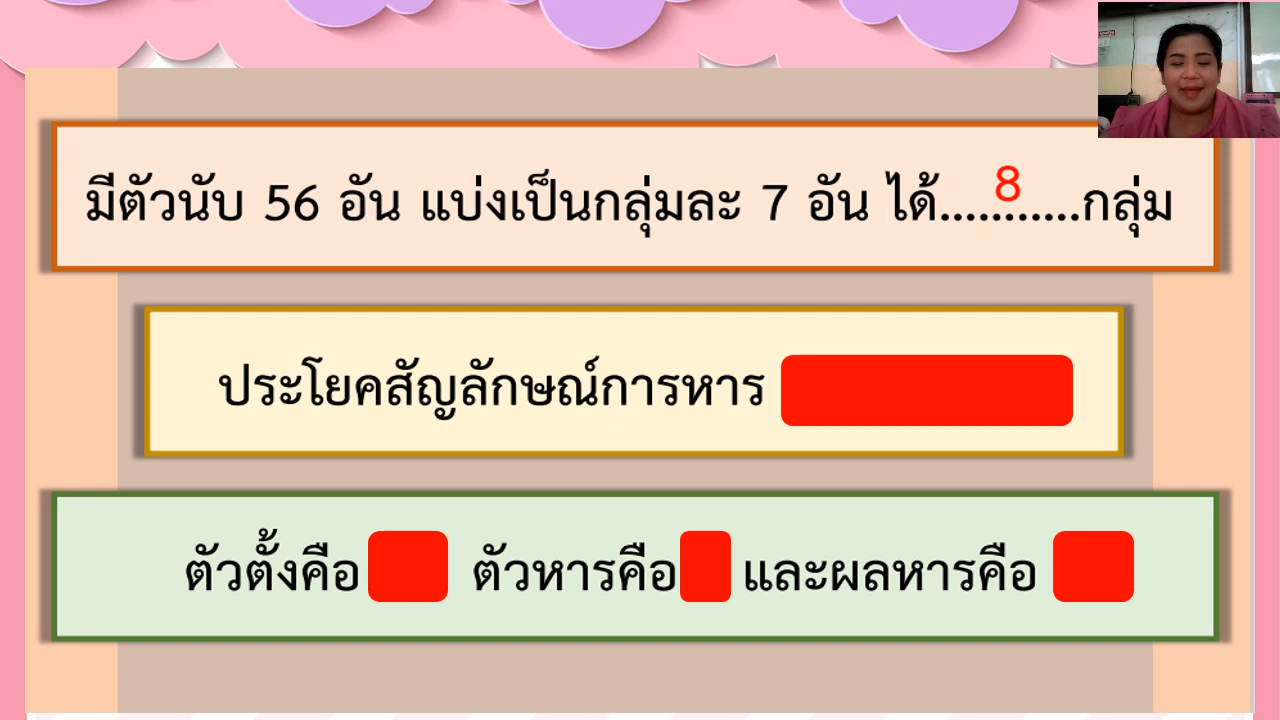 มีตัวนับ 56 อัน แบ่งเป็นกลุ่มละ 7 อัน ได้...........กลุ่ม
8
ประโยคสัญลักษณ์การหาร
ตัวตั้งคือ ตัวหารคือ และผลหารคือ